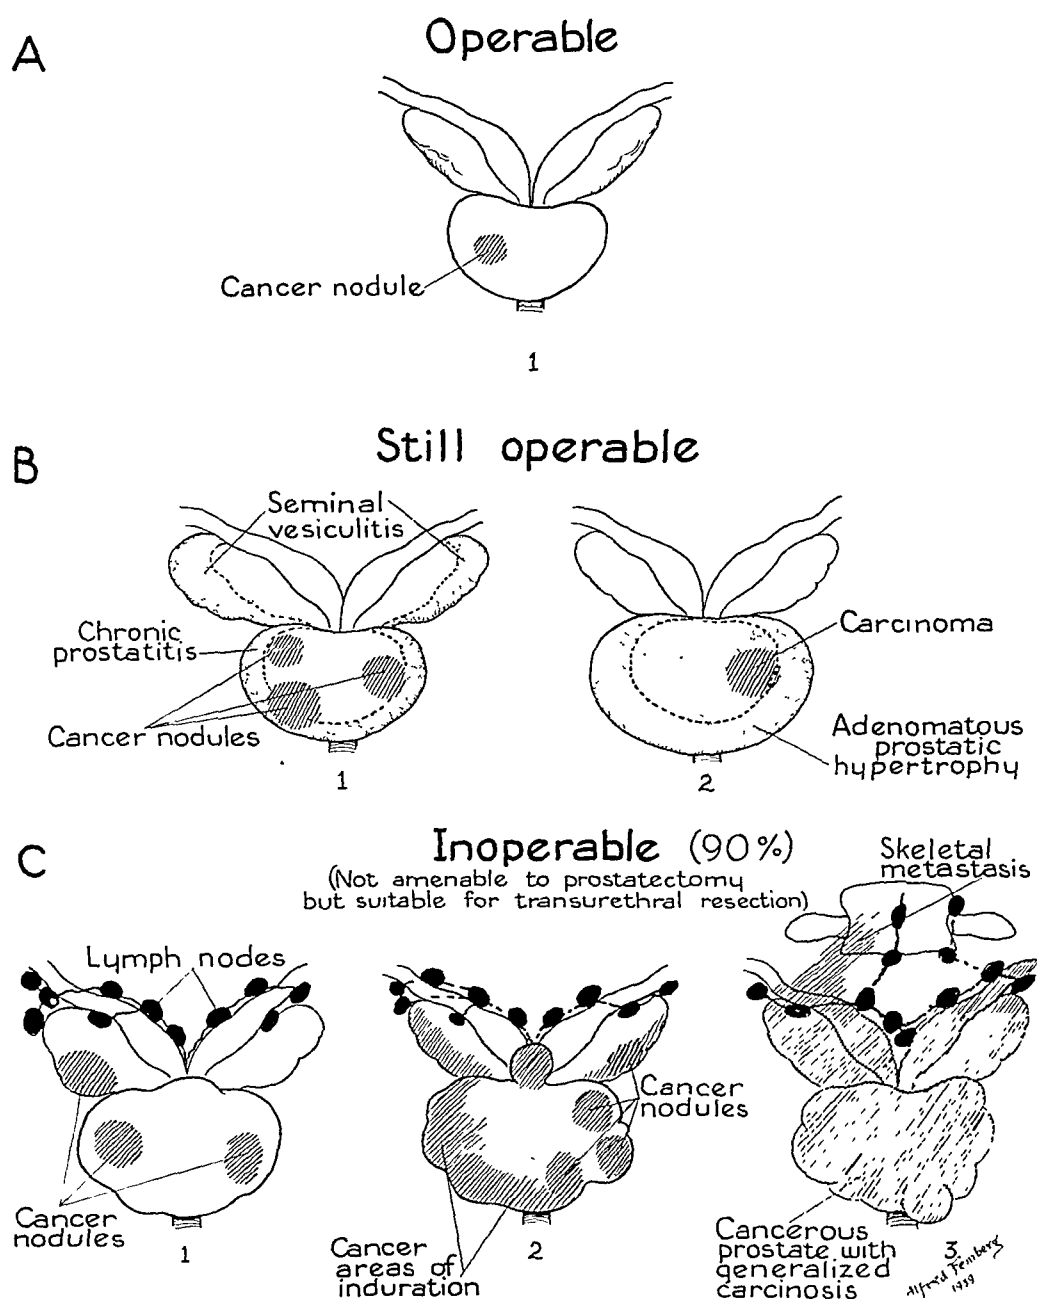 A
Operable
Cancer nodule
1
B
Still operable
Seminal
vesiculitis
Chronic
prostatitis
Cancer nodules
1
Carcinoma
Adenomatous
prostatic
hypertrophy
2
C
Inoperable (90%)
(Not amenable to prostatectomy
but suitable for transurethral resection)
Skeletal
metastasis
Lymph nodes
Cancer
nodules
1
Cancer
nodules
Cancer
areas of
induration
2
Cancerous
prostate with
generalized
carcinosis
3
Alfred Feinberg
1939